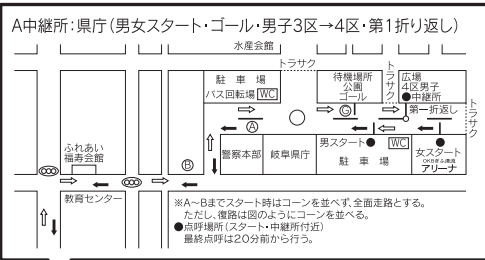 A中継所:県庁(男女スタート・ゴール・男子3区→4区・第1折り返し)
水産会館
トラサク
駐車場
バス回転場 WC
待機場所
公園
ゴール
トラサク
広場
4区男子
●中継所
第一折返し
トラサク
G
A
ふれあい
福寿会館
B
警察本部
岐阜県庁
男スタート●
WC
駐車場
●
女スタート
OKBぎふ清流
アリーナ
教育センター
※A~Bまでスタート時はコーンを並べず、全面走路とする。
ただし、復路は図のようにコーンを並べる。
●点呼場所(スタート・中継所付近)
最終点呼は20分前から行う。